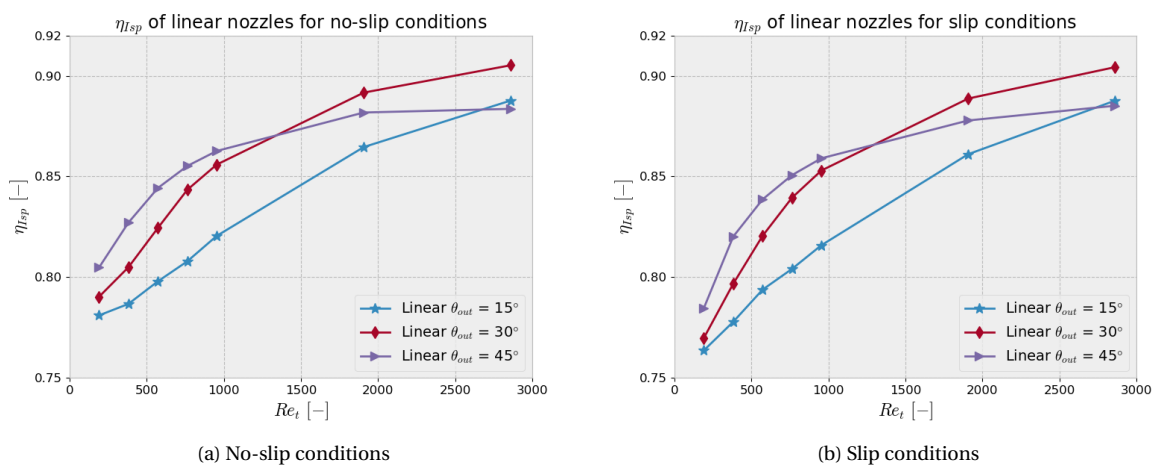 η_Isp of linear nozzles for no-slip conditions
0.92
0.90
0.85
0.80
0.75
η_Isp [−]
0
500
1000
1500
2000
2500
3000
Re_t [−]
Linear θ_out = 15°
Linear θ_out = 30°
Linear θ_out = 45°
(a) No-slip conditions
η_Isp of linear nozzles for slip conditions
0.92
0.90
0.85
0.80
0.75
η_Isp [−]
0
500
1000
1500
2000
2500
3000
Re_t [−]
Linear θ_out = 15°
Linear θ_out = 30°
Linear θ_out = 45°
(b) Slip conditions